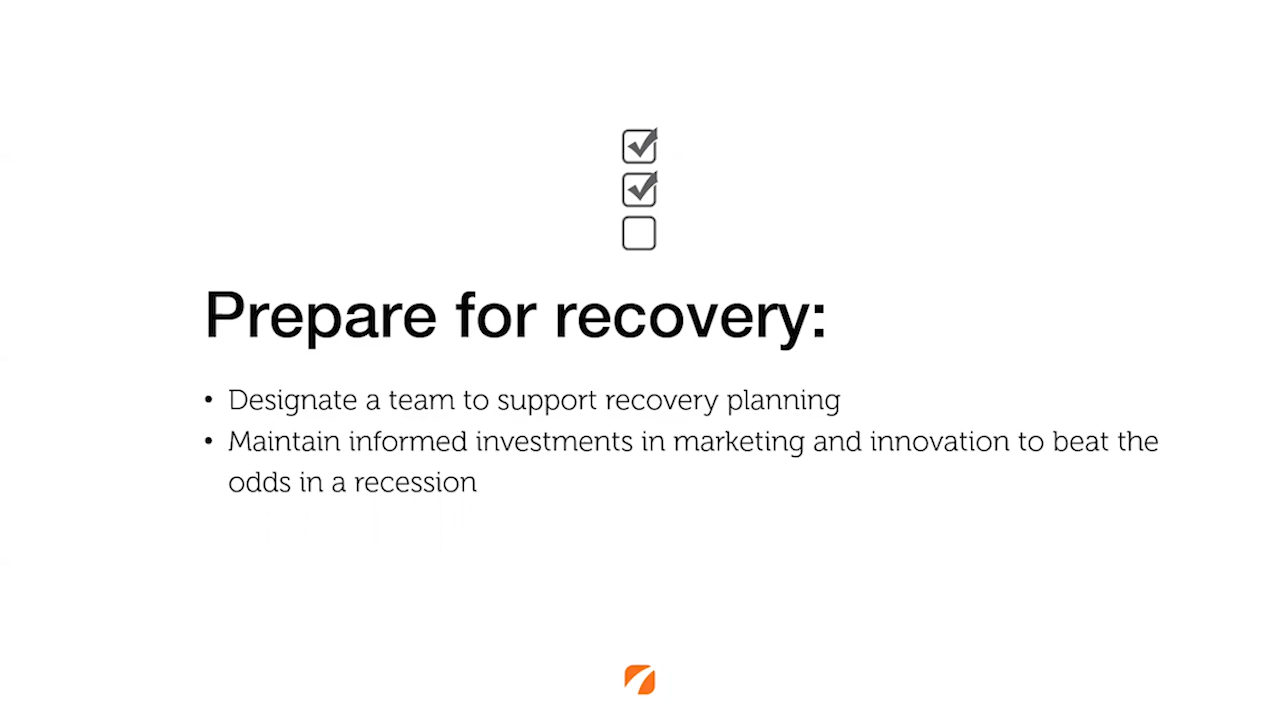 Prepare for recovery:
• Designate a team to support recovery planning
• Maintain informed investments in marketing and innovation to beat the
odds in a recession